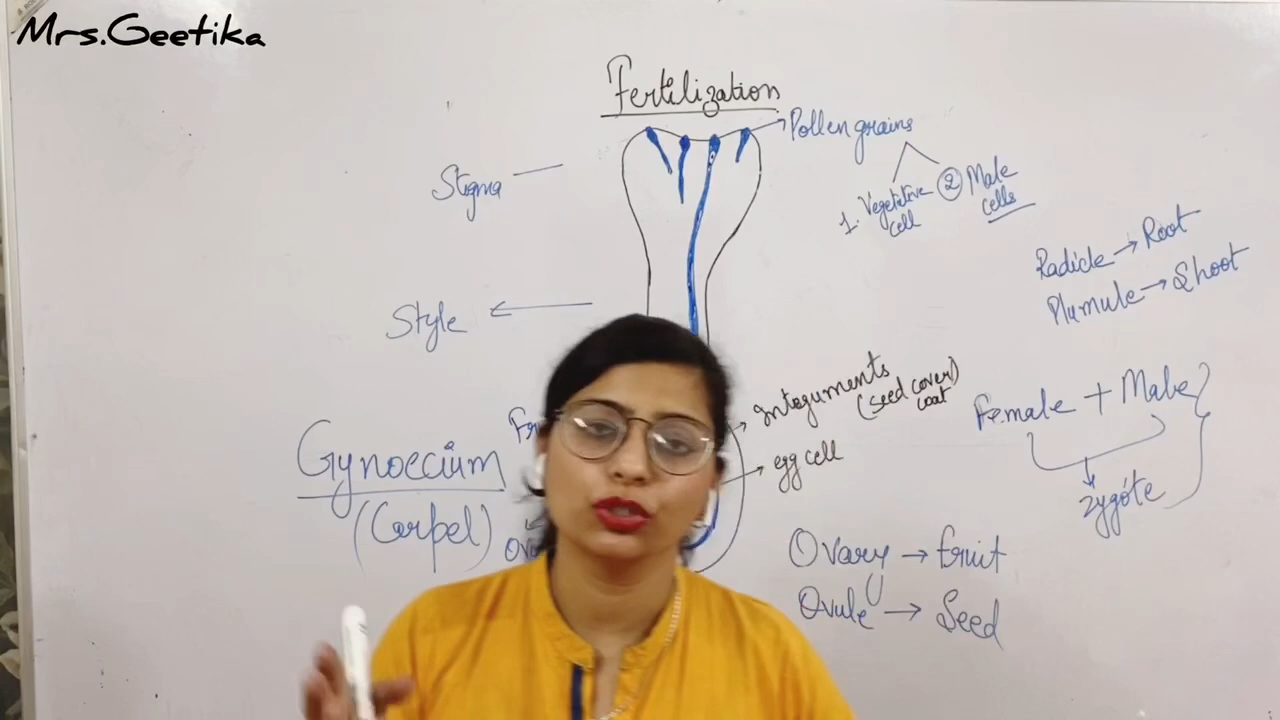 Mrs.Geetika
Fertilization
Pollen grains
Stigma
1. Vegetative
cell
2 Male
cells
Radicle → Root
Plumule → Shoot
Style
Integuments
(Seed cover)
coat
Female + Male
egg cell
Zygote
Gynoecium
(Carpel)
Ovary → fruit
Ovule → Seed